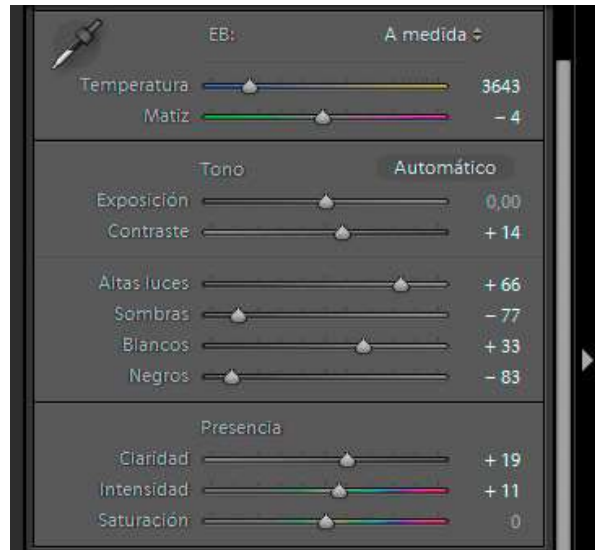 EB: A medida
Temperatura 3643
Matiz – 4
Tono Automático
Exposición 0,00
Contraste + 14
Altas luces + 66
Sombras – 77
Blancos + 33
Negros – 83
Presencia
Claridad + 19
Intensidad + 11
Saturación 0